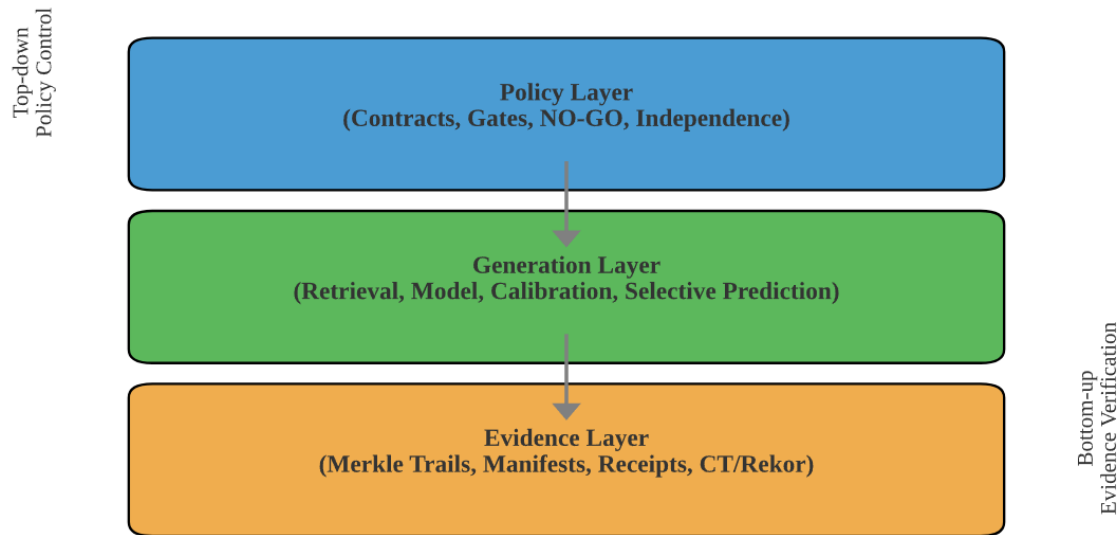 Top-down
Policy Control
Policy Layer
(Contracts, Gates, NO-GO, Independence)
Generation Layer
(Retrieval, Model, Calibration, Selective Prediction)
Evidence Layer
(Merkle Trails, Manifests, Receipts, CT/Rekor)
Bottom-up
Evidence Verification